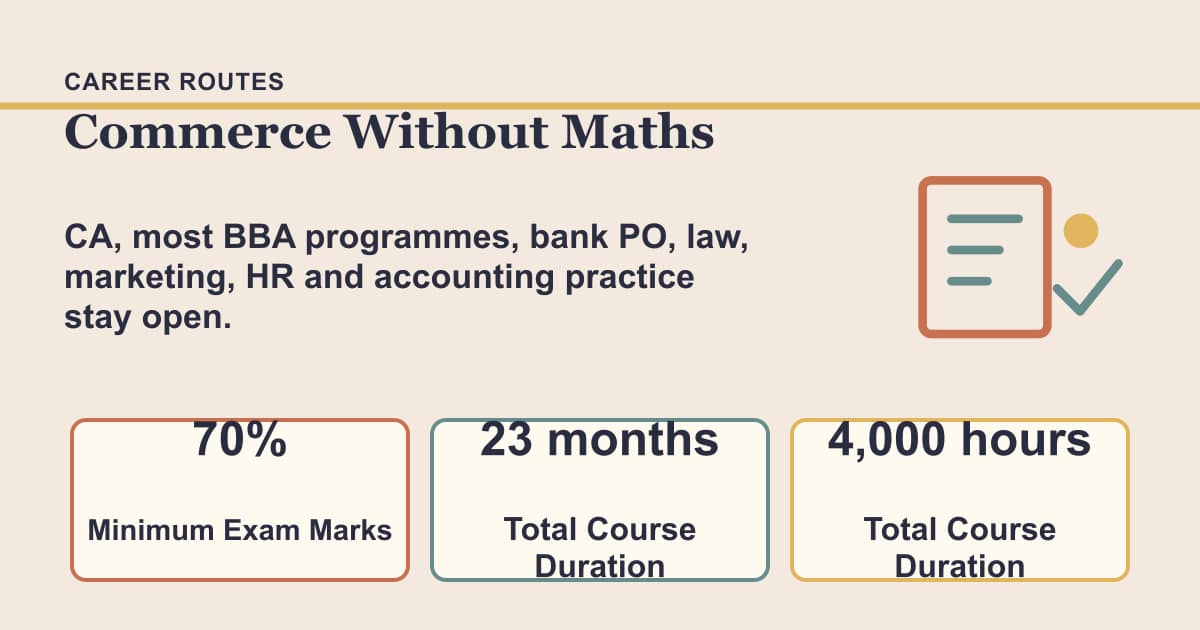 CAREER ROUTES
Commerce Without Maths
CA, most BBA programmes, bank PO, law,
marketing, HR and accounting practice
stay open.
70%
Minimum Exam Marks
23 months
Total Course
Duration
4,000 hours
Total Course
Duration